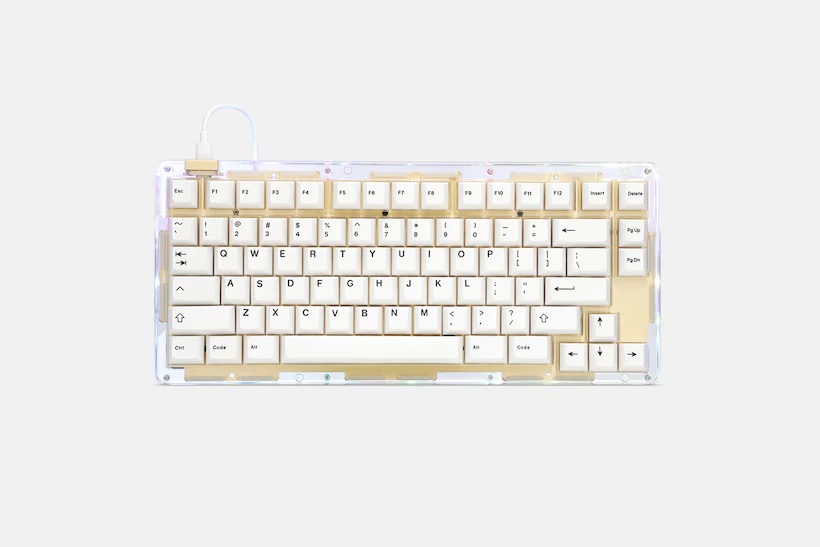 Esc F1 F2 F3 F4 F5 F6 F7 F8 F9 F10 F11 F12 Insert Delete
~ ! @ # $ % ^ & * ( ) _ + ← Pg Up
` 1 2 3 4 5 6 7 8 9 0 - =
Q W E R T Y U I O P { } | Pg Dn
[ ] \
A S D F G H J K L : "
; '
Z X C V B N M < > ?
, . /
Ctrl Code Alt Alt Code
↑
← ↓ →